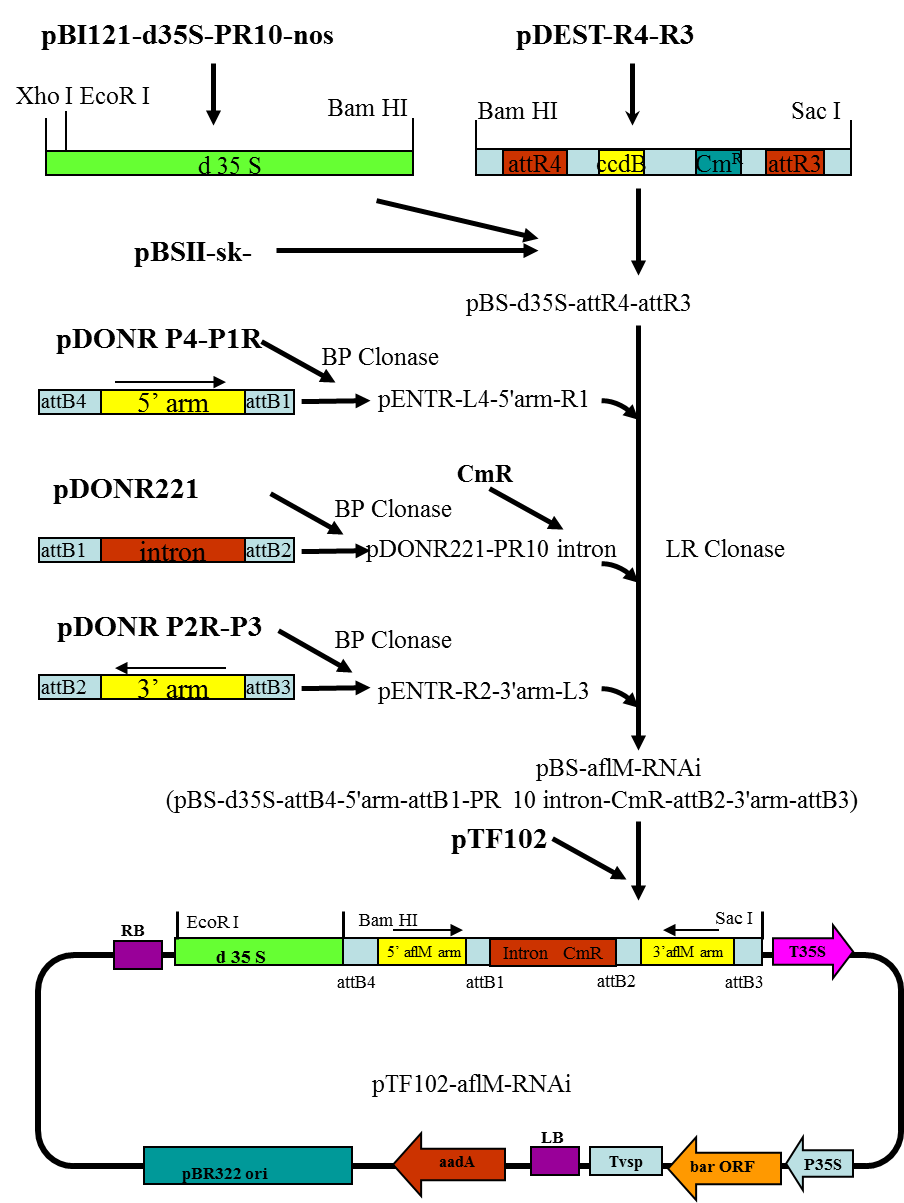 pBI121-d35S-PR10-nos
pDEST-R4-R3
Xho I EcoR I
Bam HI
Bam HI
Sac I
d 35 S
attR4
ccdB
CmR
attR3
pBSII-sk-
pBS-d35S-attR4-attR3
pDONR P4-P1R
BP Clonase
attB4
5’ arm
attB1
pENTR-L4-5'arm-R1
CmR
pDONR221
BP Clonase
attB1
intron
attB2
pDONR221-PR10 intron
LR Clonase
pDONR P2R-P3
BP Clonase
attB2
3’ arm
attB3
pENTR-R2-3'arm-L3
pBS-aflM-RNAi
(pBS-d35S-attB4-5'arm-attB1-PR 10 intron-CmR-attB2-3'arm-attB3)
pTF102
RB
EcoR I
Bam HI
Sac I
d 35 S
5’ aflM arm
Intron CmR
3’aflM arm
T35S
attB4
attB1
attB2
attB3
pTF102-aflM-RNAi
LB
pBR322 ori
aadA
Tvsp
bar ORF
P35S